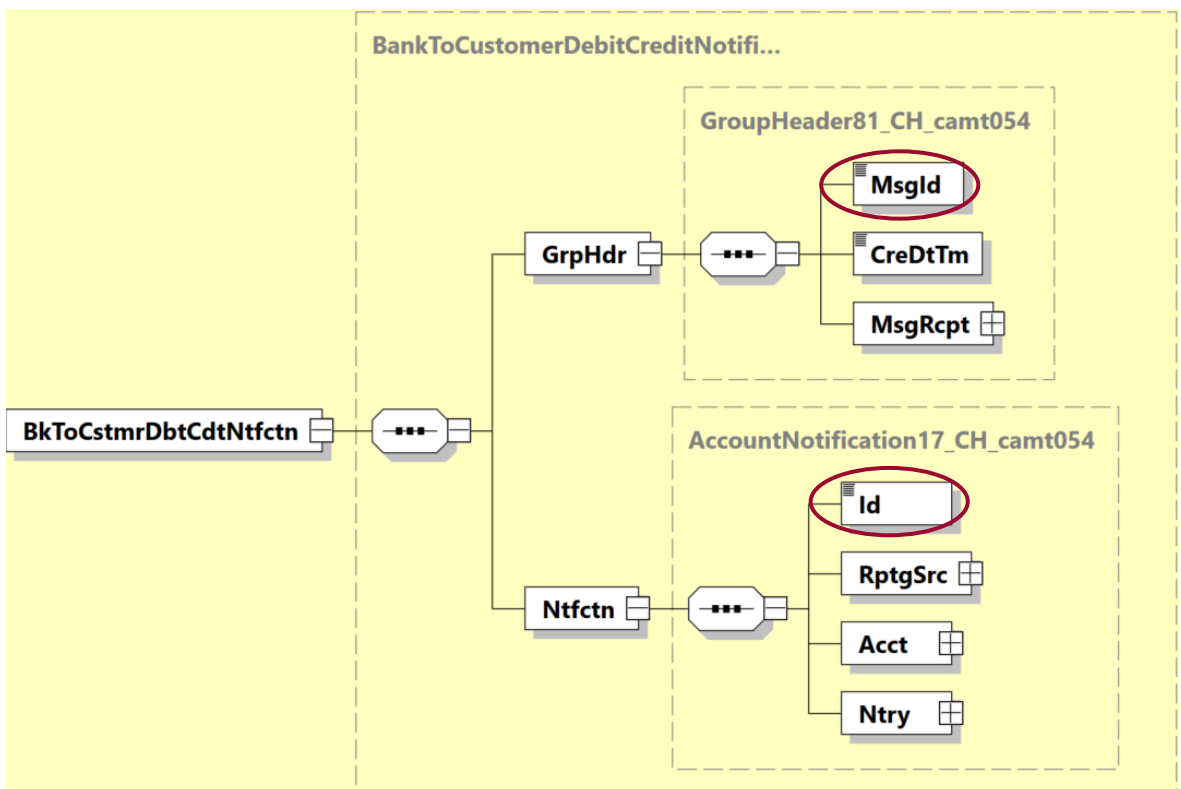 BankToCustomerDebitCreditNotifi...
GroupHeader81_CH_camt054
MsgId
GrpHdr
CreDtTm
MsgRcpt
BkToCstmrDbtCdtNtfctn
AccountNotification17_CH_camt054
Id
RptgSrc
Ntfctn
Acct
Ntry